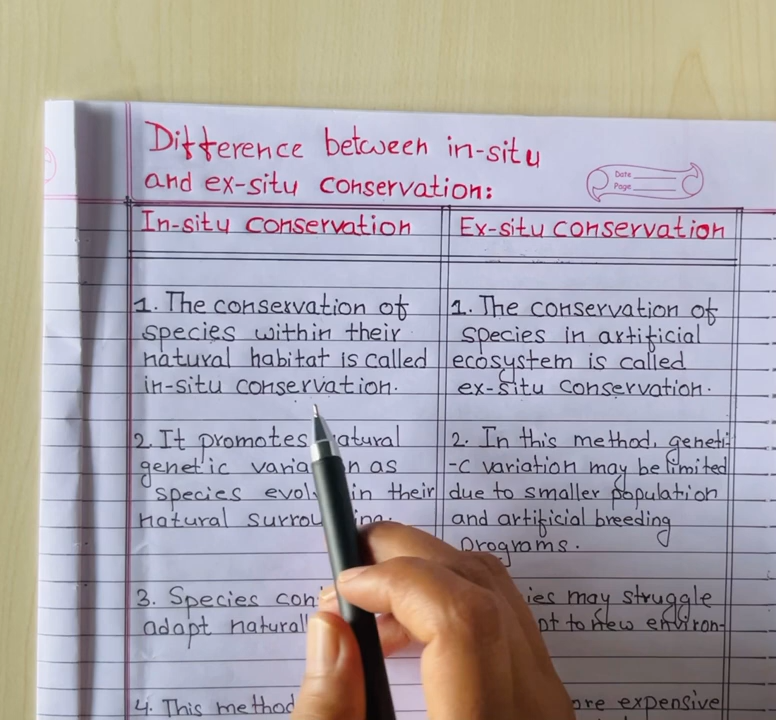 Difference between in-situ
and ex-situ conservation:
Date
Page
In-situ conservation
1. The conservation of
species within their
natural habitat is called
in-situ conservation.
2. It promotes
genetic as
species in their
natural
3. Species
adapt
4. This method
Ex-situ conservation
1. The conservation of
species in artificial
ecosystem is called
ex-situ conservation.
2. In this method, geneti-
-c variation may be limited
due to smaller population
and artificial breeding
programs.
may struggle
to new environ-
expensive